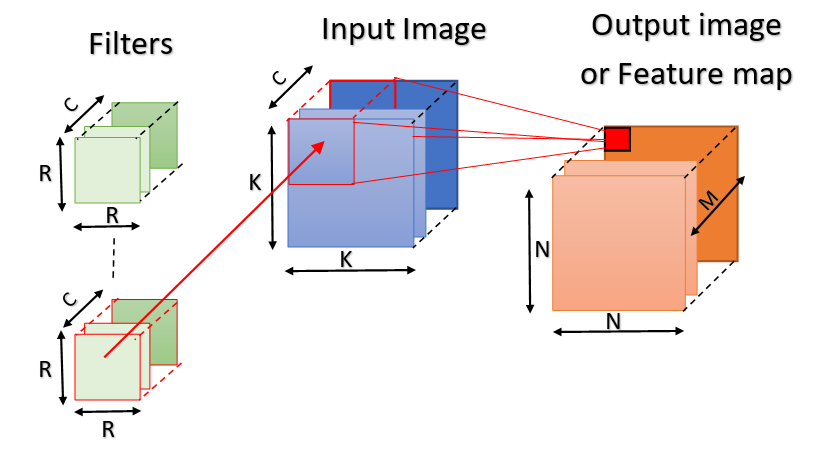 Filters
Input Image
Output image
or Feature map
C
R
R
C
R
R
C
K
K
N
N
M